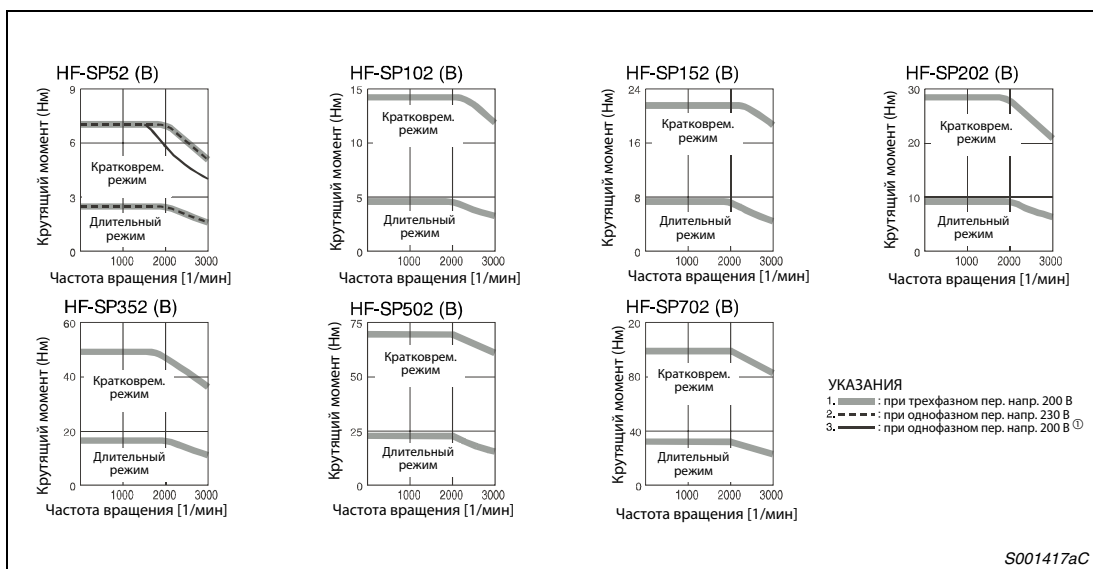 HF-SP52 (B)
Крутящий момент (Нм)
9
6
3
0
Кратковрем.
режим
Длительный
режим
1000 2000 3000
Частота вращения [1/мин]
HF-SP102 (B)
Крутящий момент (Нм)
15
10
5
0
Кратковрем.
режим
Длительный
режим
1000 2000 3000
Частота вращения [1/мин]
HF-SP152 (B)
Крутящий момент (Нм)
24
16
8
0
Кратковрем.
режим
Длительный
режим
1000 2000 3000
Частота вращения [1/мин]
HF-SP202 (B)
Крутящий момент (Нм)
30
20
10
0
Кратковрем.
режим
Длительный
режим
1000 2000 3000
Частота вращения [1/мин]
HF-SP352 (B)
Крутящий момент (Нм)
60
40
20
0
Кратковрем.
режим
Длительный
режим
1000 2000 3000
Частота вращения [1/мин]
HF-SP502 (B)
Крутящий момент (Нм)
75
50
25
0
Кратковрем.
режим
Длительный
режим
1000 2000 3000
Частота вращения [1/мин]
HF-SP702 (B)
Крутящий момент (Нм)
20
80
40
0
Кратковрем.
режим
Длительный
режим
1000 2000 3000
Частота вращения [1/мин]
УКАЗАНИЯ
1. : при трехфазном пер. напр. 200 В
2. : при однофазном пер. напр. 230 В
3. : при однофазном пер. напр. 200 В ①
S001417aC